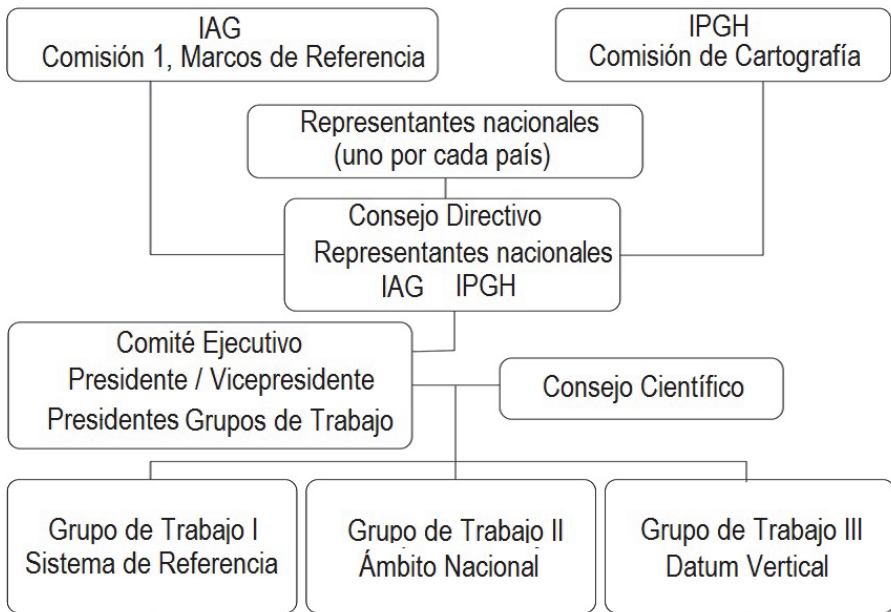 IAG
Comisión 1, Marcos de Referencia
IPGH
Comisión de Cartografía
Representantes nacionales
(uno por cada país)
Consejo Directivo
Representantes nacionales
IAG IPGH
Comité Ejecutivo
Presidente / Vicepresidente
Presidentes Grupos de Trabajo
Consejo Científico
Grupo de Trabajo I
Sistema de Referencia
Grupo de Trabajo II
Ámbito Nacional
Grupo de Trabajo III
Datum Vertical